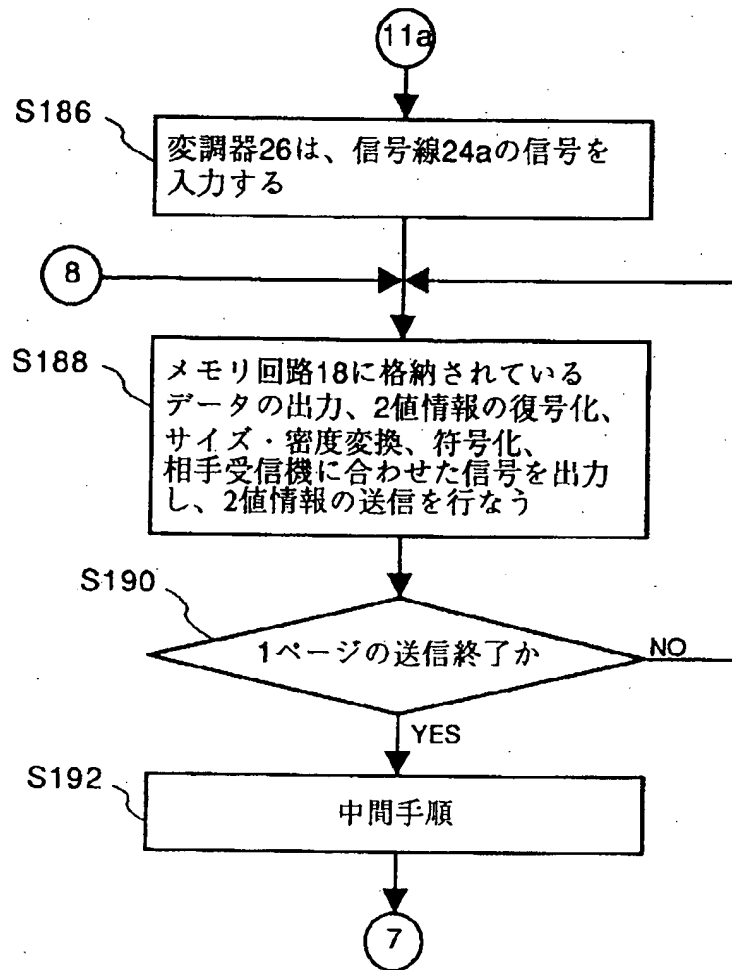 11a
S186
変調器26は、信号線24aの信号を
入力する
8
S188
メモリ回路18に格納されている
データの出力、2値情報の復号化、
サイズ・密度変換、符号化、
相手受信機に合わせた信号を出力
し、2値情報の送信を行なう
S190
1ページの送信終了か
NO
YES
S192
中間手順
7